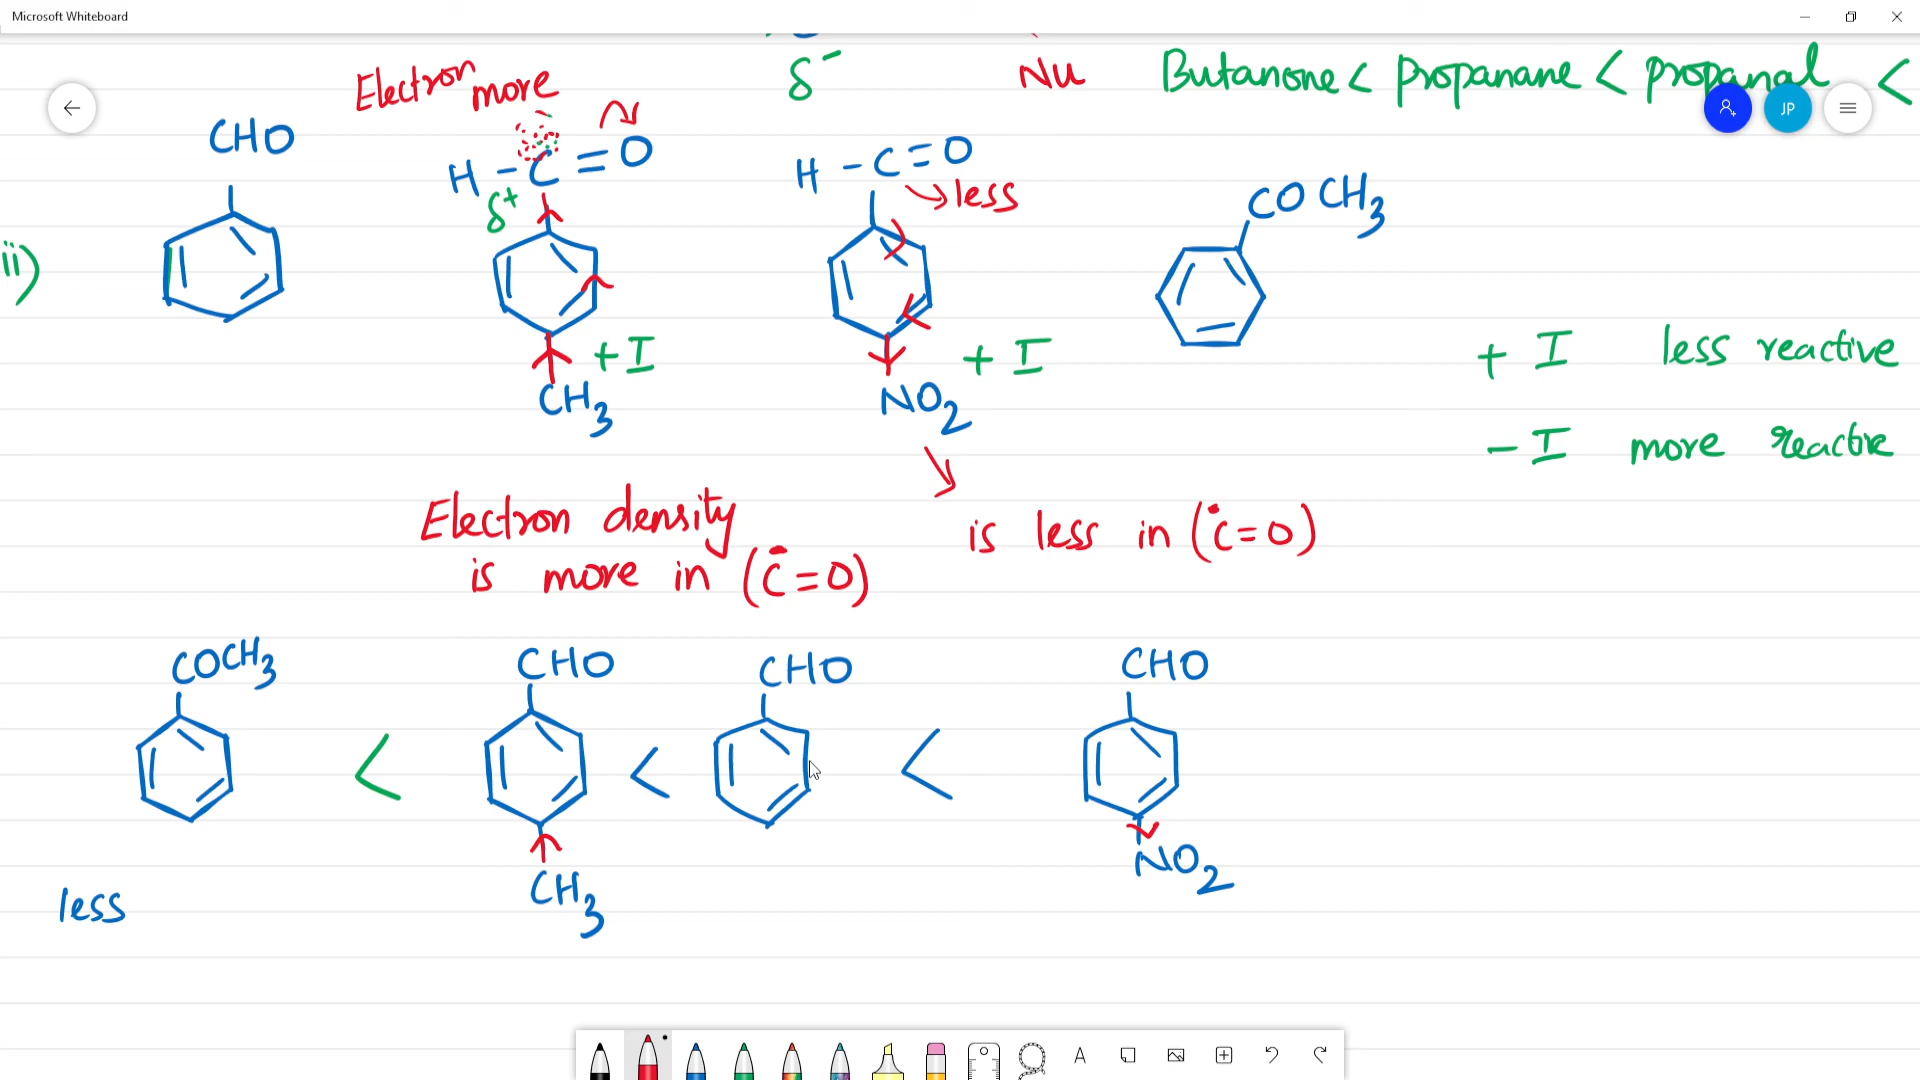 Microsoft Whiteboard
δ⁻ Nu Butanone < propanane < propanal <
Electron more
JP
CHO
H - C = O
δ+
H - C = O
less
COCH3
ii)
+ I
CH3
+ I
NO2
+ I less reactive
- I more reactive
Electron density
is more in (C=O)
is less in (C=O)
COCH3 < CHO < CHO < CHO
CH3
NO2
less
A